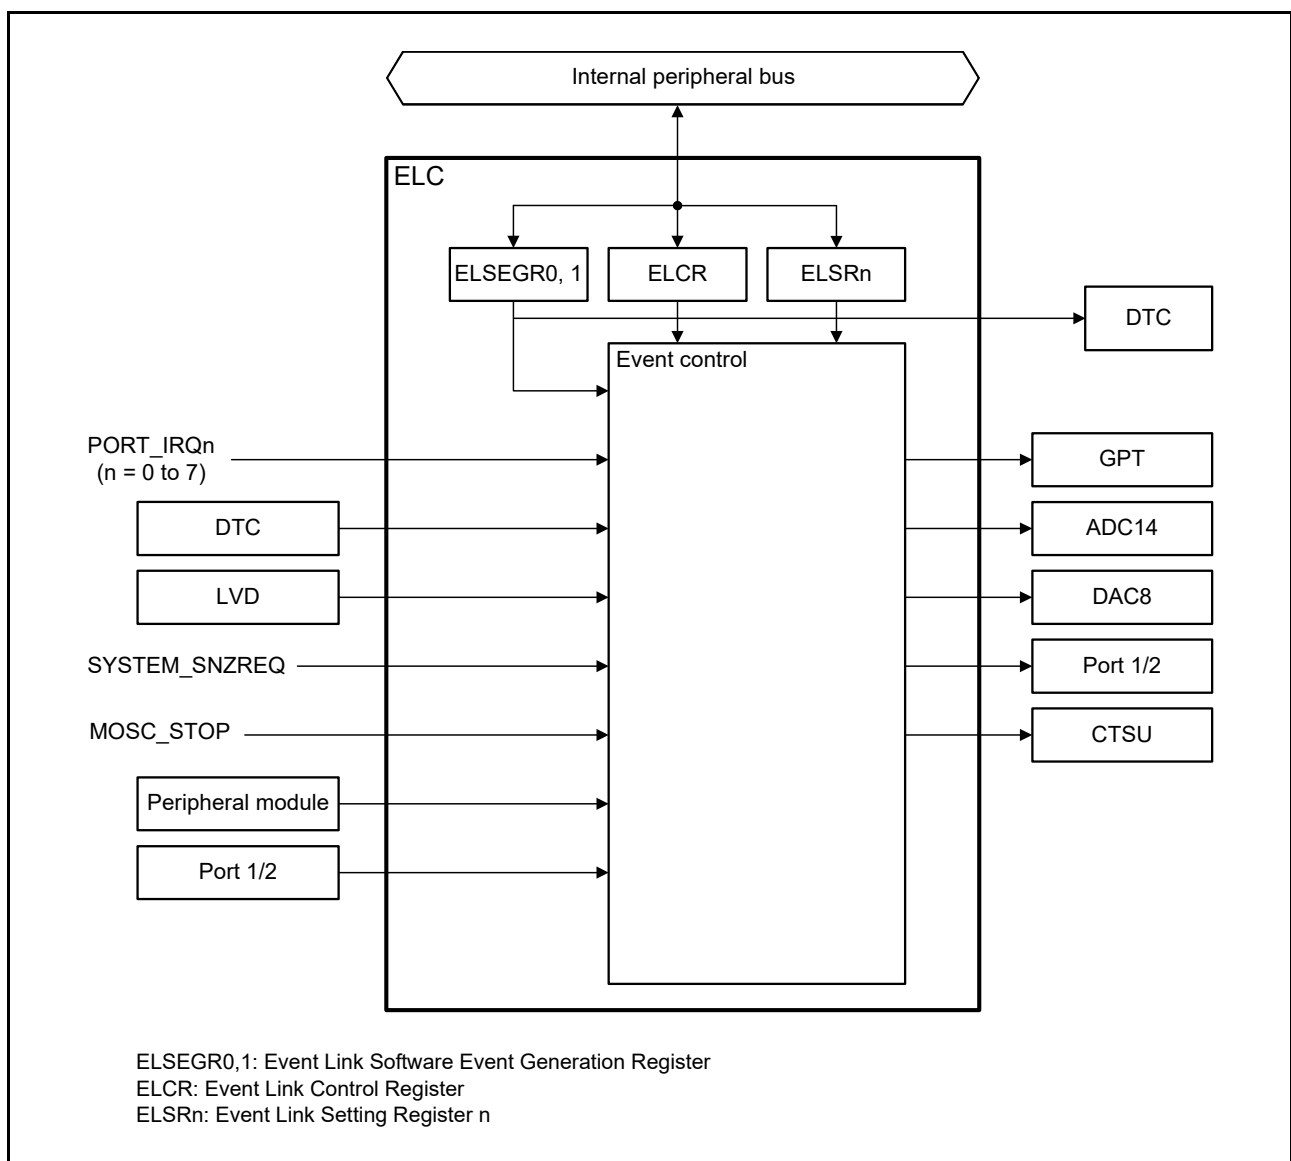 Internal peripheral bus
ELC
ELSEGR0, 1
ELCR
ELSRn
DTC
Event control
PORT_IRQn
(n = 0 to 7)
GPT
DTC
ADC14
LVD
DAC8
SYSTEM_SNZREQ
Port 1/2
MOSC_STOP
CTSU
Peripheral module
Port 1/2
ELSEGR0,1: Event Link Software Event Generation Register
ELCR: Event Link Control Register
ELSRn: Event Link Setting Register n